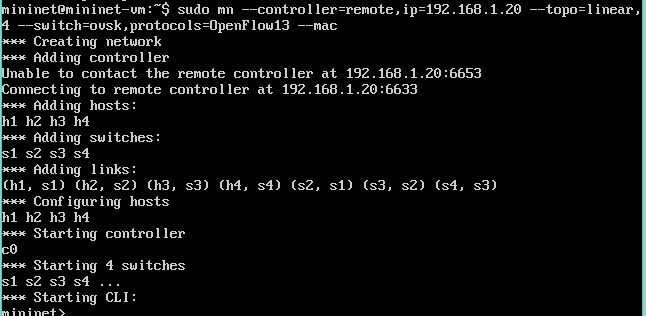 mininet@mininet-vm:~$ sudo mn --controller=remote,ip=192.168.1.20 --topo=linear,
4 --switch=ovsk,protocols=OpenFlow13 --mac
*** Creating network
*** Adding controller
Unable to contact the remote controller at 192.168.1.20:6653
Connecting to remote controller at 192.168.1.20:6633
*** Adding hosts:
h1 h2 h3 h4
*** Adding switches:
s1 s2 s3 s4
*** Adding links:
(h1, s1) (h2, s2) (h3, s3) (h4, s4) (s2, s1) (s3, s2) (s4, s3)
*** Configuring hosts
h1 h2 h3 h4
*** Starting controller
c0
*** Starting 4 switches
s1 s2 s3 s4 ...
*** Starting CLI:
mininet>